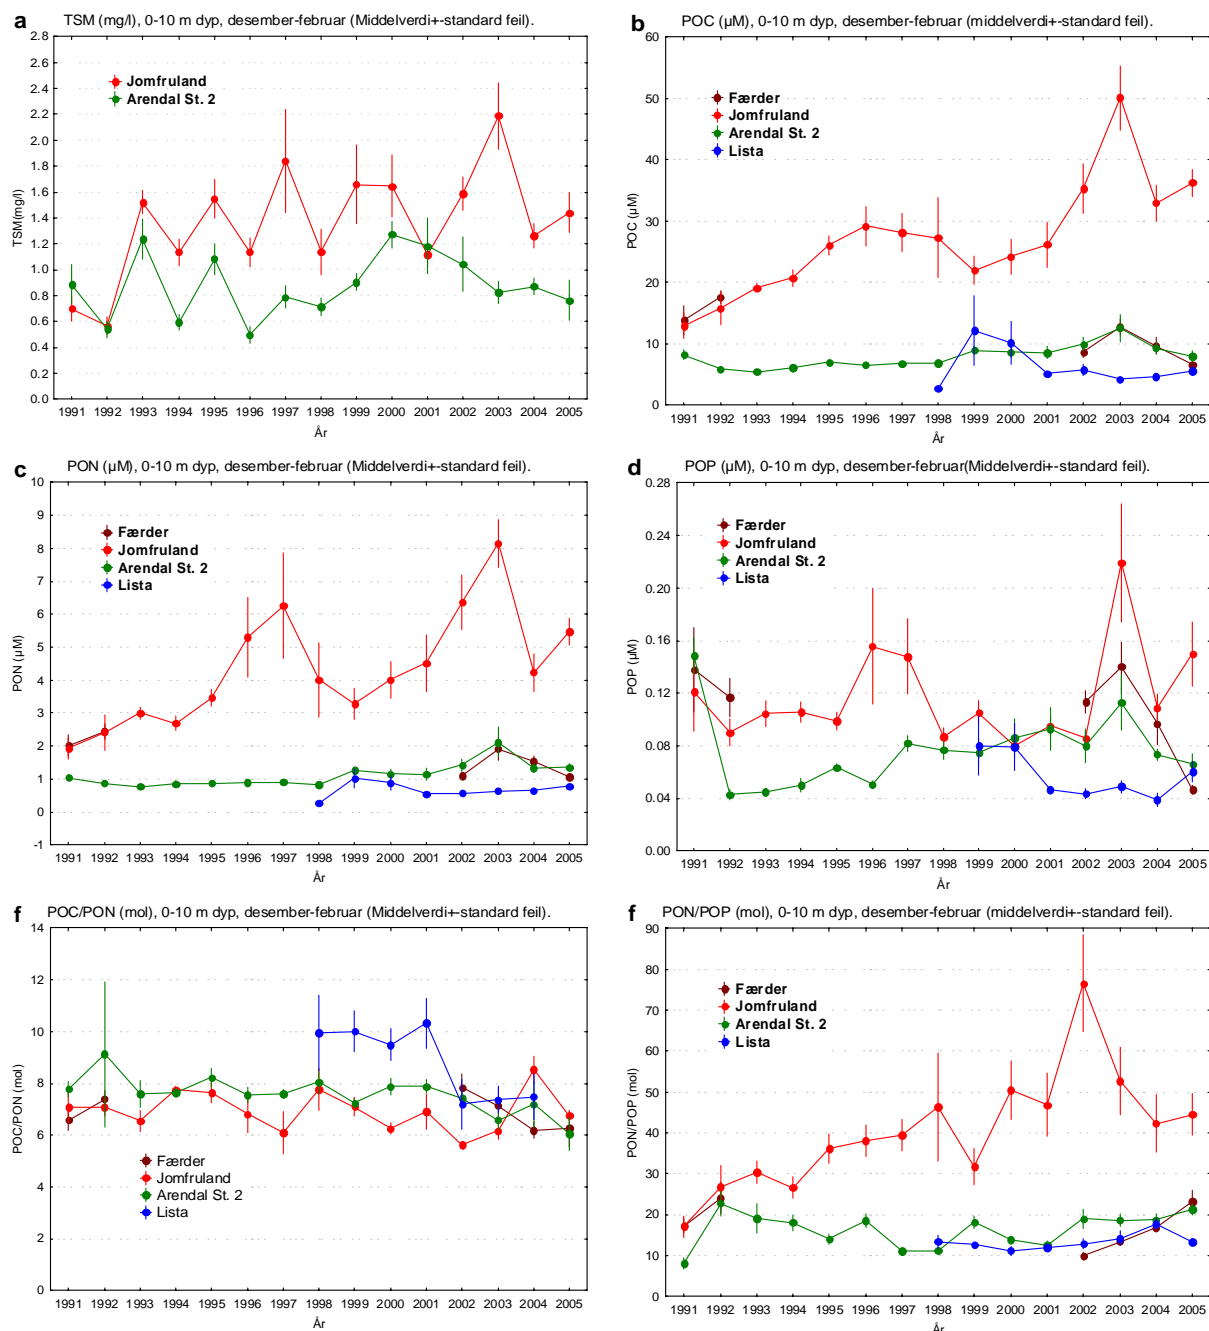 a
TSM (mg/l), 0-10 m dyp, desember-februar (Middelverdi+-standard feil).
2.8
2.6
2.4
2.2
2.0
1.8
1.6
1.4
1.2
1.0
0.8
0.6
0.4
0.2
0.0
TSM(mg/l)
Jomfruland
Arendal St. 2
1991 1992 1993 1994 1995 1996 1997 1998 1999 2000 2001 2002 2003 2004 2005
År
b
POC (µM), 0-10 m dyp, desember-februar (middelverdi+-standard feil).
60
50
40
30
20
10
0
POC (µM)
Færder
Jomfruland
Arendal St. 2
Lista
1991 1992 1993 1994 1995 1996 1997 1998 1999 2000 2001 2002 2003 2004 2005
År
c
PON (µM), 0-10 m dyp, desember-februar (Middelverdi+-standard feil).
10
9
8
7
6
5
4
3
2
1
0
-1
PON (µM)
Færder
Jomfruland
Arendal St. 2
Lista
1991 1992 1993 1994 1995 1996 1997 1998 1999 2000 2001 2002 2003 2004 2005
År
d
POP (µM), 0-10 m dyp, desember-februar(Middelverdi+-standard feil).
0.28
0.24
0.20
0.16
0.12
0.08
0.04
0.00
POP (µM)
Færder
Jomfruland
Arendal St. 2
Lista
1991 1992 1993 1994 1995 1996 1997 1998 1999 2000 2001 2002 2003 2004 2005
År
f
POC/PON (mol), 0-10 m dyp, desember-februar (Middelverdi+-standard feil).
14
12
10
8
6
4
2
0
POC/PON (mol)
Færder
Jomfruland
Arendal St. 2
Lista
1991 1992 1993 1994 1995 1996 1997 1998 1999 2000 2001 2002 2003 2004 2005
År
f
PON/POP (mol), 0-10 m dyp, desember-februar (middelverdi+-standard feil).
90
80
70
60
50
40
30
20
10
0
PON/POP (mol)
Færder
Jomfruland
Arendal St. 2
Lista
1991 1992 1993 1994 1995 1996 1997 1998 1999 2000 2001 2002 2003 2004 2005
År